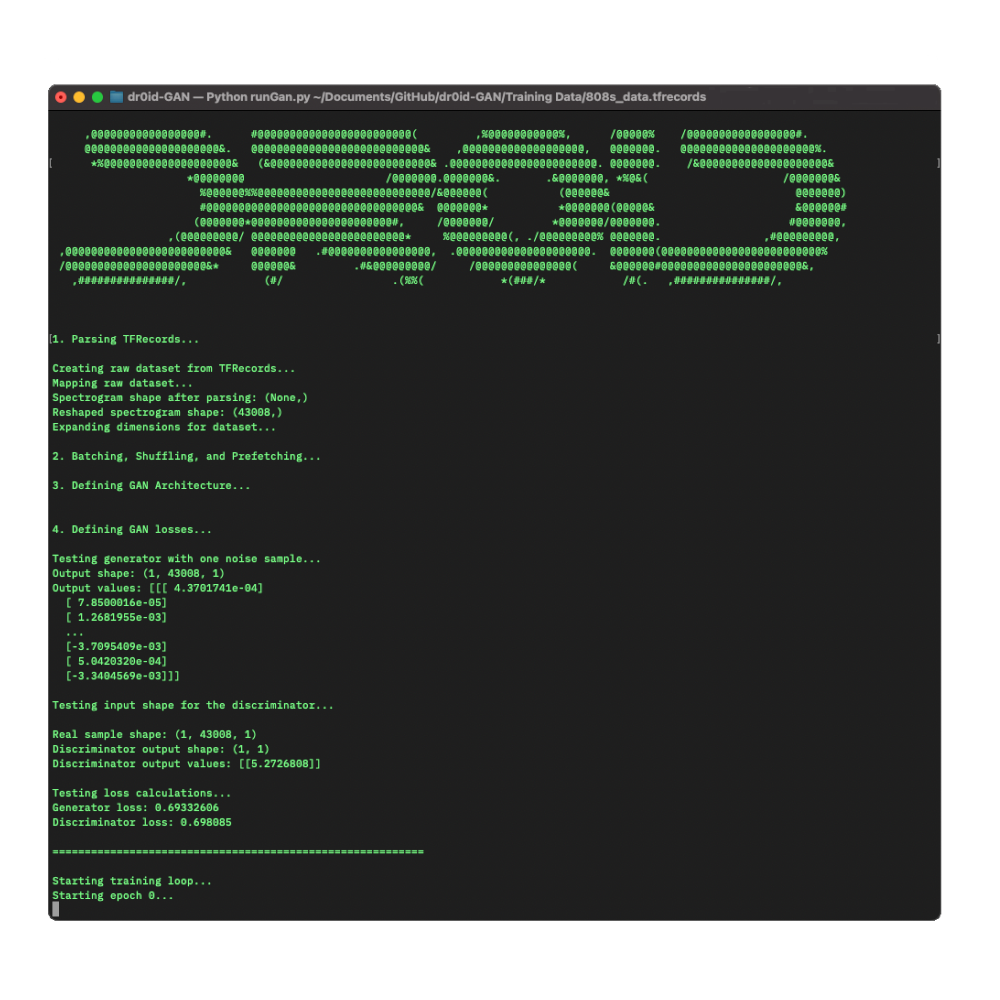 dr0id-GAN — Python runGan.py ~/Documents/GitHub/dr0id-GAN/Training Data/808s_data.tfrecords
1. Parsing TFRecords...
Creating raw dataset from TFRecords...
Mapping raw dataset...
Spectrogram shape after parsing: (None,)
Reshaped spectrogram shape: (43008,)
Expanding dimensions for dataset...
2. Batching, Shuffling, and Prefetching...
3. Defining GAN Architecture...
4. Defining GAN losses...
Testing generator with one noise sample...
Output shape: (1, 43008, 1)
Output values: [[[ 4.3701741e-04]
[ 7.8500016e-05]
[ 1.2681955e-03]
...
[-3.7095409e-03]
[ 5.0420320e-04]
[-3.3404569e-03]]]
Testing input shape for the discriminator...
Real sample shape: (1, 43008, 1)
Discriminator output shape: (1, 1)
Discriminator output values: [[5.2726808]]
Testing loss calculations...
Generator loss: 0.69332606
Discriminator loss: 0.698085
==========================================================
Starting training loop...
Starting epoch 0...